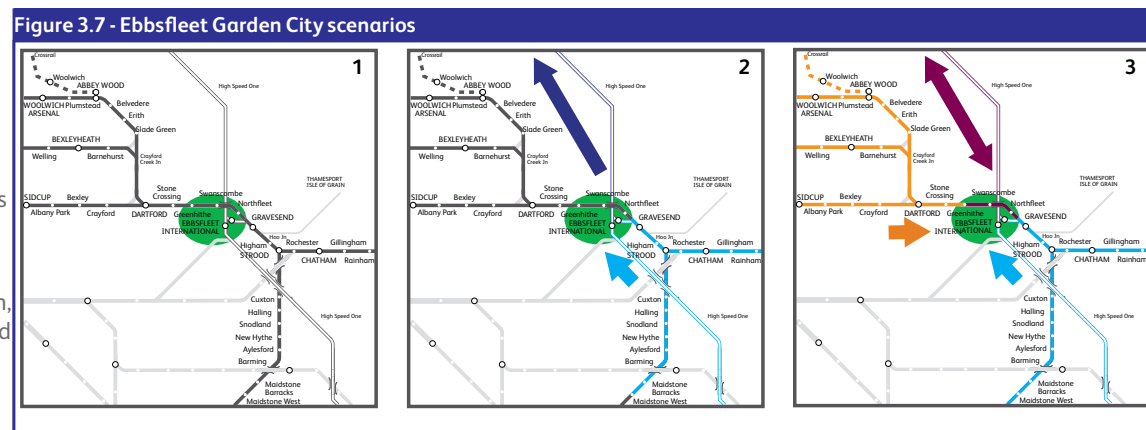 Figure 3.7 - Ebbsfleet Garden City scenarios
s
n,
d
1
Crossrail
Woolwich
ABBEY WOOD
High Speed One
WOOLWICH Plumstead
ARSENAL
Belvedere
Erith
Slade Green
BEXLEYHEATH
Welling
Barnehurst
Crayford
Creek Jn
THAMESPORT
ISLE OF GRAIN
Stone
Crossing
Swanscombe
SIDCUP
Bexley
Northfleet
Albany Park
Crayford
DARTFORD
Greenhithe
GRAVESEND
EBBSFLEET
INTERNATIONAL
Hoo Jn
Higham
Rochester
Gillingham
STROOD
CHATHAM
Rainham
Cuxton
Halling
High Speed One
Snodland
New Hythe
Aylesford
Barming
Maidstone
Barracks
Maidstone West
2
Crossrail
Woolwich
ABBEY WOOD
High Speed One
WOOLWICH Plumstead
ARSENAL
Belvedere
Erith
Slade Green
BEXLEYHEATH
Welling
Barnehurst
Crayford
Creek Jn
THAMESPORT
ISLE OF GRAIN
Stone
Crossing
Swanscombe
SIDCUP
Bexley
Northfleet
Albany Park
Crayford
DARTFORD
Greenhithe
GRAVESEND
EBBSFLEET
INTERNATIONAL
Hoo Jn
Higham
Rochester
Gillingham
STROOD
CHATHAM
Rainham
Cuxton
Halling
High Speed One
Snodland
New Hythe
Aylesford
Barming
Maidstone
Barracks
Maidstone West
3
Crossrail
Woolwich
ABBEY WOOD
High Speed One
WOOLWICH Plumstead
ARSENAL
Belvedere
Erith
Slade Green
BEXLEYHEATH
Welling
Barnehurst
Crayford
Creek Jn
THAMESPORT
ISLE OF GRAIN
Stone
Crossing
Swanscombe
SIDCUP
Bexley
Northfleet
Albany Park
Crayford
DARTFORD
Greenhithe
GRAVESEND
EBBSFLEET
INTERNATIONAL
Hoo Jn
Higham
Rochester
Gillingham
STROOD
CHATHAM
Rainham
Cuxton
Halling
High Speed One
Snodland
New Hythe
Aylesford
Barming
Maidstone
Barracks
Maidstone West